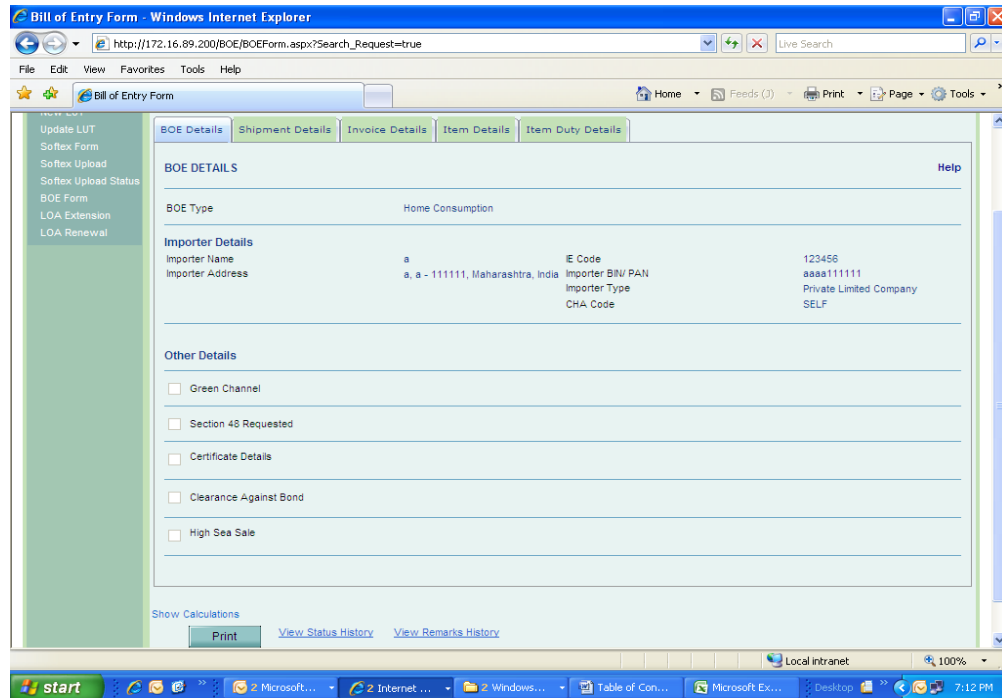 Bill of Entry Form - Windows Internet Explorer
http://172.16.89.200/BOE/BOEForm.aspx?Search_Request=true
Live Search
File Edit View Favorites Tools Help
Bill of Entry Form
Home Feeds (J) Print Page Tools
New LUT
Update LUT
Softex Form
Softex Upload
Softex Upload Status
BOE Form
LOA Extension
LOA Renewal
BOE Details Shipment Details Invoice Details Item Details Item Duty Details
BOE DETAILS Help
BOE Type Home Consumption
Importer Details
Importer Name a IE Code 123456
Importer Address a, a - 111111, Maharashtra, India Importer BIN/ PAN aaaa111111
Importer Type Private Limited Company
CHA Code SELF
Other Details
Green Channel
Section 48 Requested
Certificate Details
Clearance Against Bond
High Sea Sale
Show Calculations
Print View Status History View Remarks History
Local intranet 100%
start 2 Microsoft... 2 Internet ... 2 Windows... Table of Con... Microsoft Ex... Desktop 7:12 PM